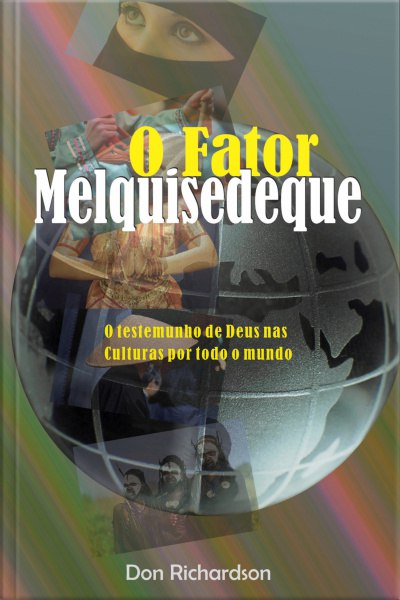 O Fator
Melquisedeque
O testemunho de Deus nas
Culturas por todo o mundo
Don Richardson